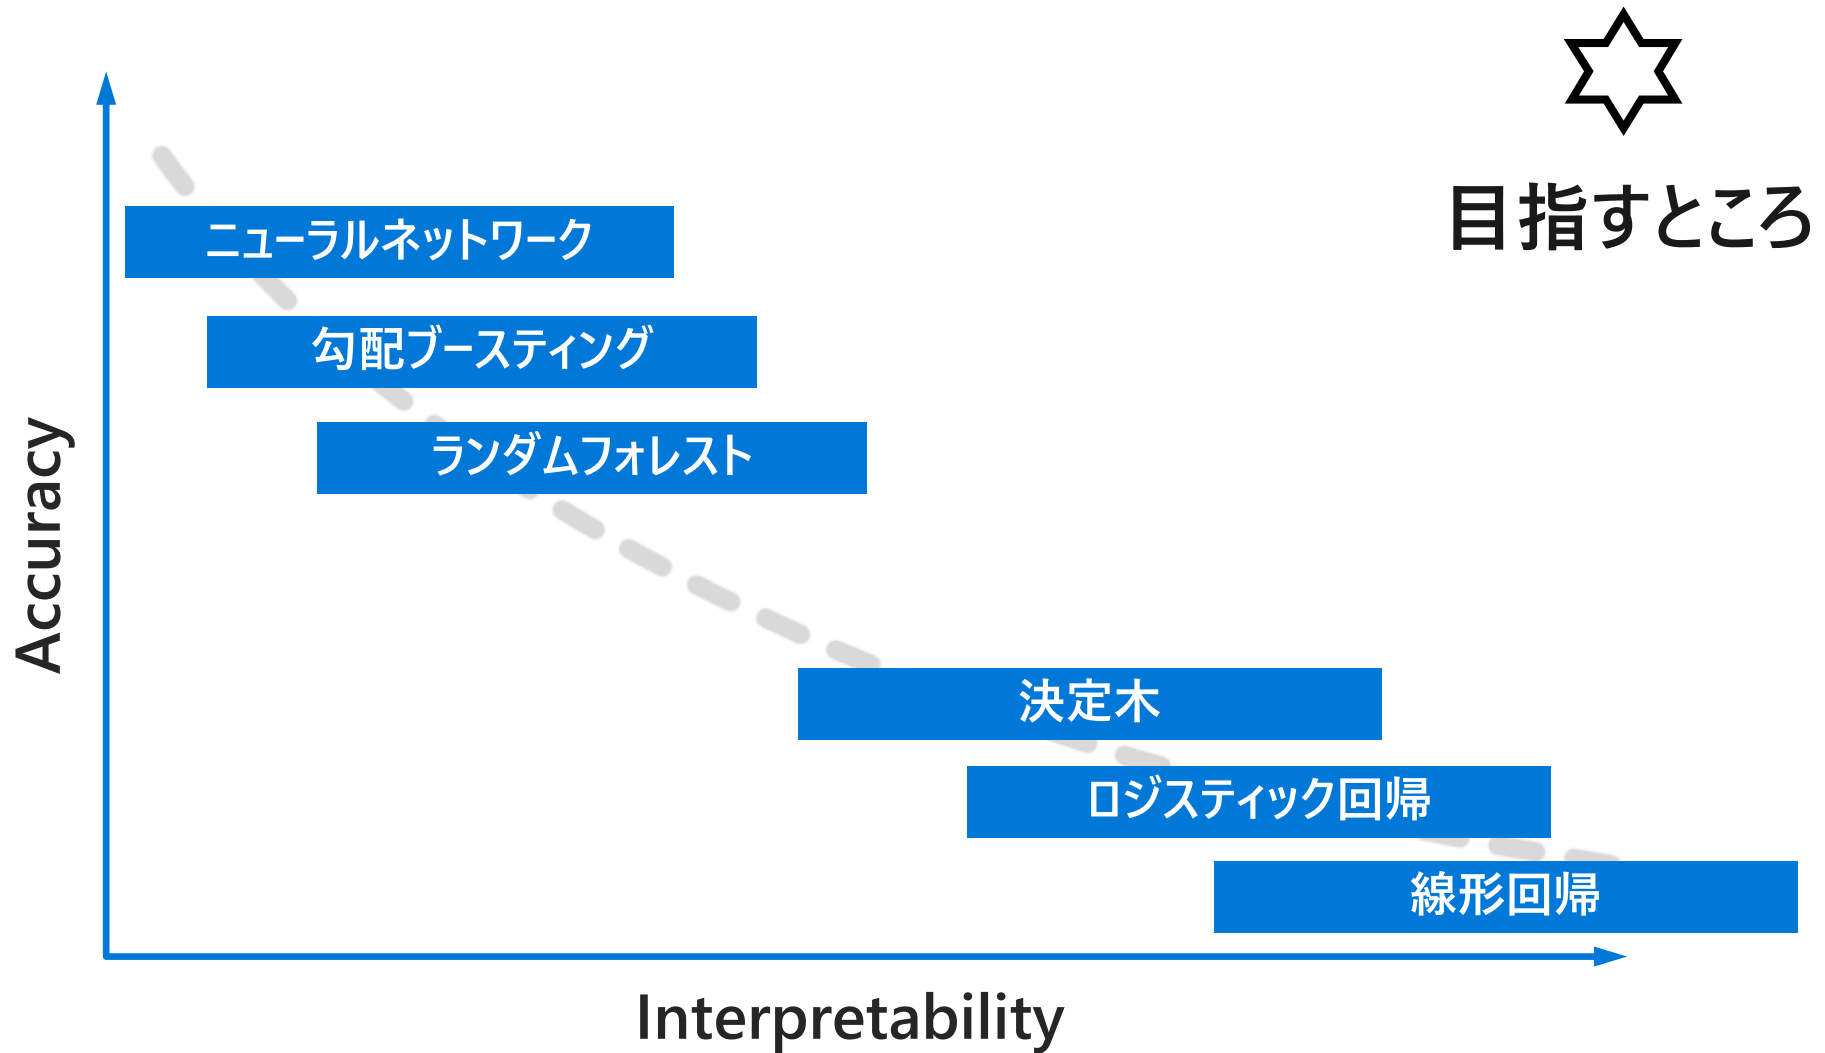 目指すところ
ニューラルネットワーク
勾配ブースティング
ランダムフォレスト
Accuracy
決定木
ロジスティック回帰
線形回帰
Interpretability